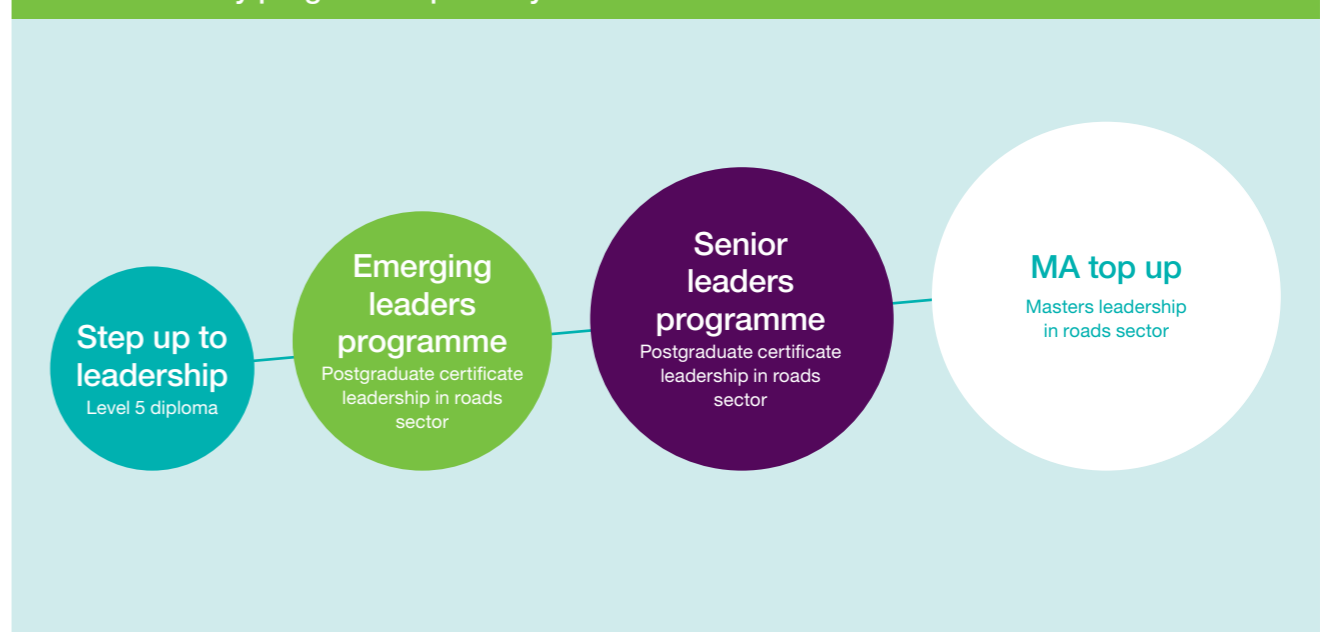 Step up to
leadership
Level 5 diploma
Emerging
leaders
programme
Postgraduate certificate
leadership in roads
sector
Senior
leaders
programme
Postgraduate certificate
leadership in roads
sector
MA top up
Masters leadership
in roads sector